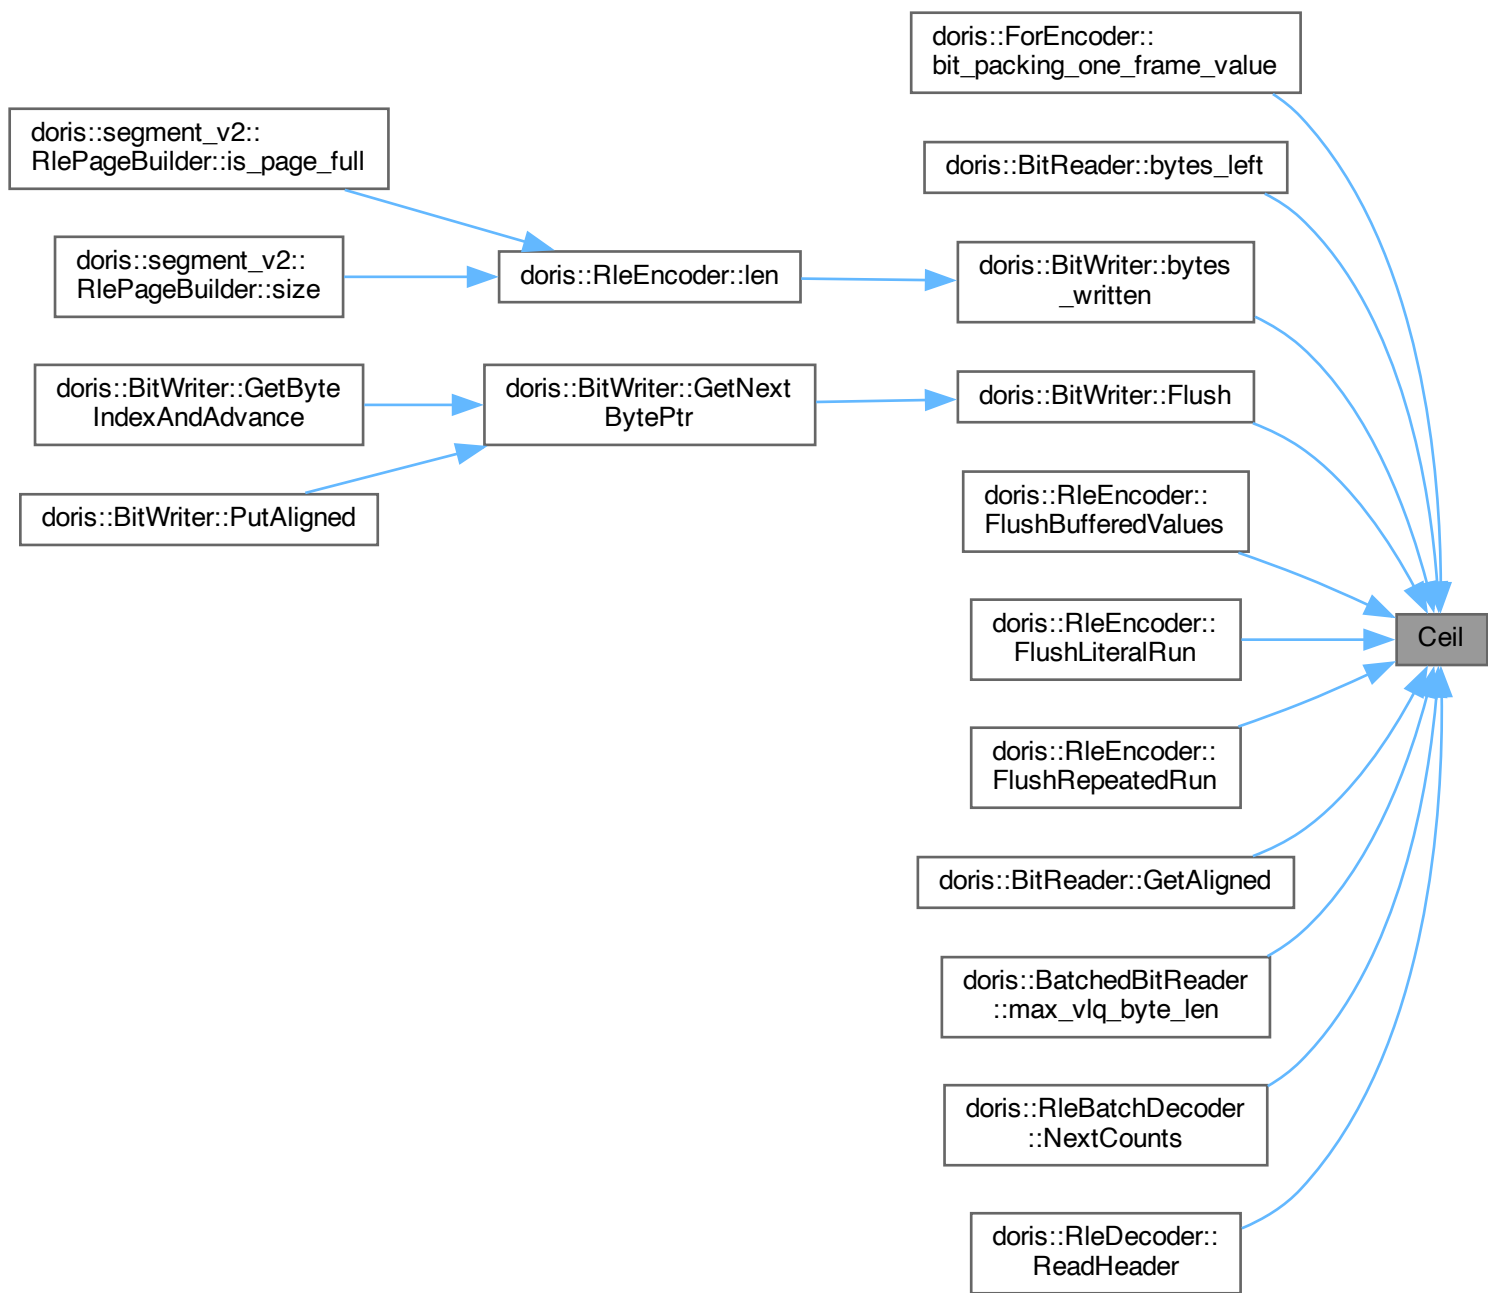 doris::ForEncoder::
bit_packing_one_frame_value
doris::segment_v2::
RlePageBuilder::is_page_full
doris::BitReader::bytes_left
doris::segment_v2::
RlePageBuilder::size
doris::RleEncoder::len
doris::BitWriter::bytes
_written
doris::BitWriter::GetByte
IndexAndAdvance
doris::BitWriter::GetNext
BytePtr
doris::BitWriter::Flush
doris::BitWriter::PutAligned
doris::RleEncoder::
FlushBufferedValues
doris::RleEncoder::
FlushLiteralRun
Ceil
doris::RleEncoder::
FlushRepeatedRun
doris::BitReader::GetAligned
doris::BatchedBitReader
::max_vlq_byte_len
doris::RleBatchDecoder
::NextCounts
doris::RleDecoder::
ReadHeader